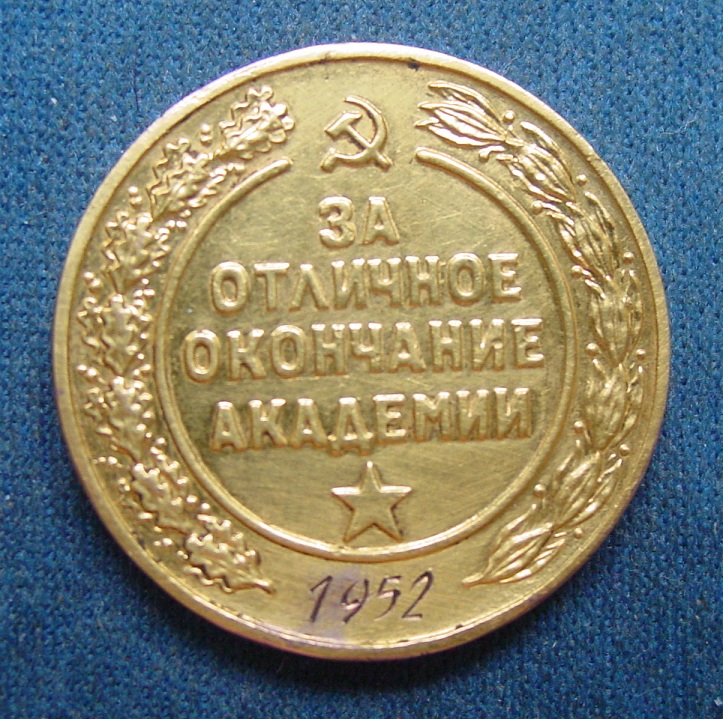 ЗА
ОТЛИЧНОЕ
ОКОНЧАНИЕ
АКАДЕМИИ
1952